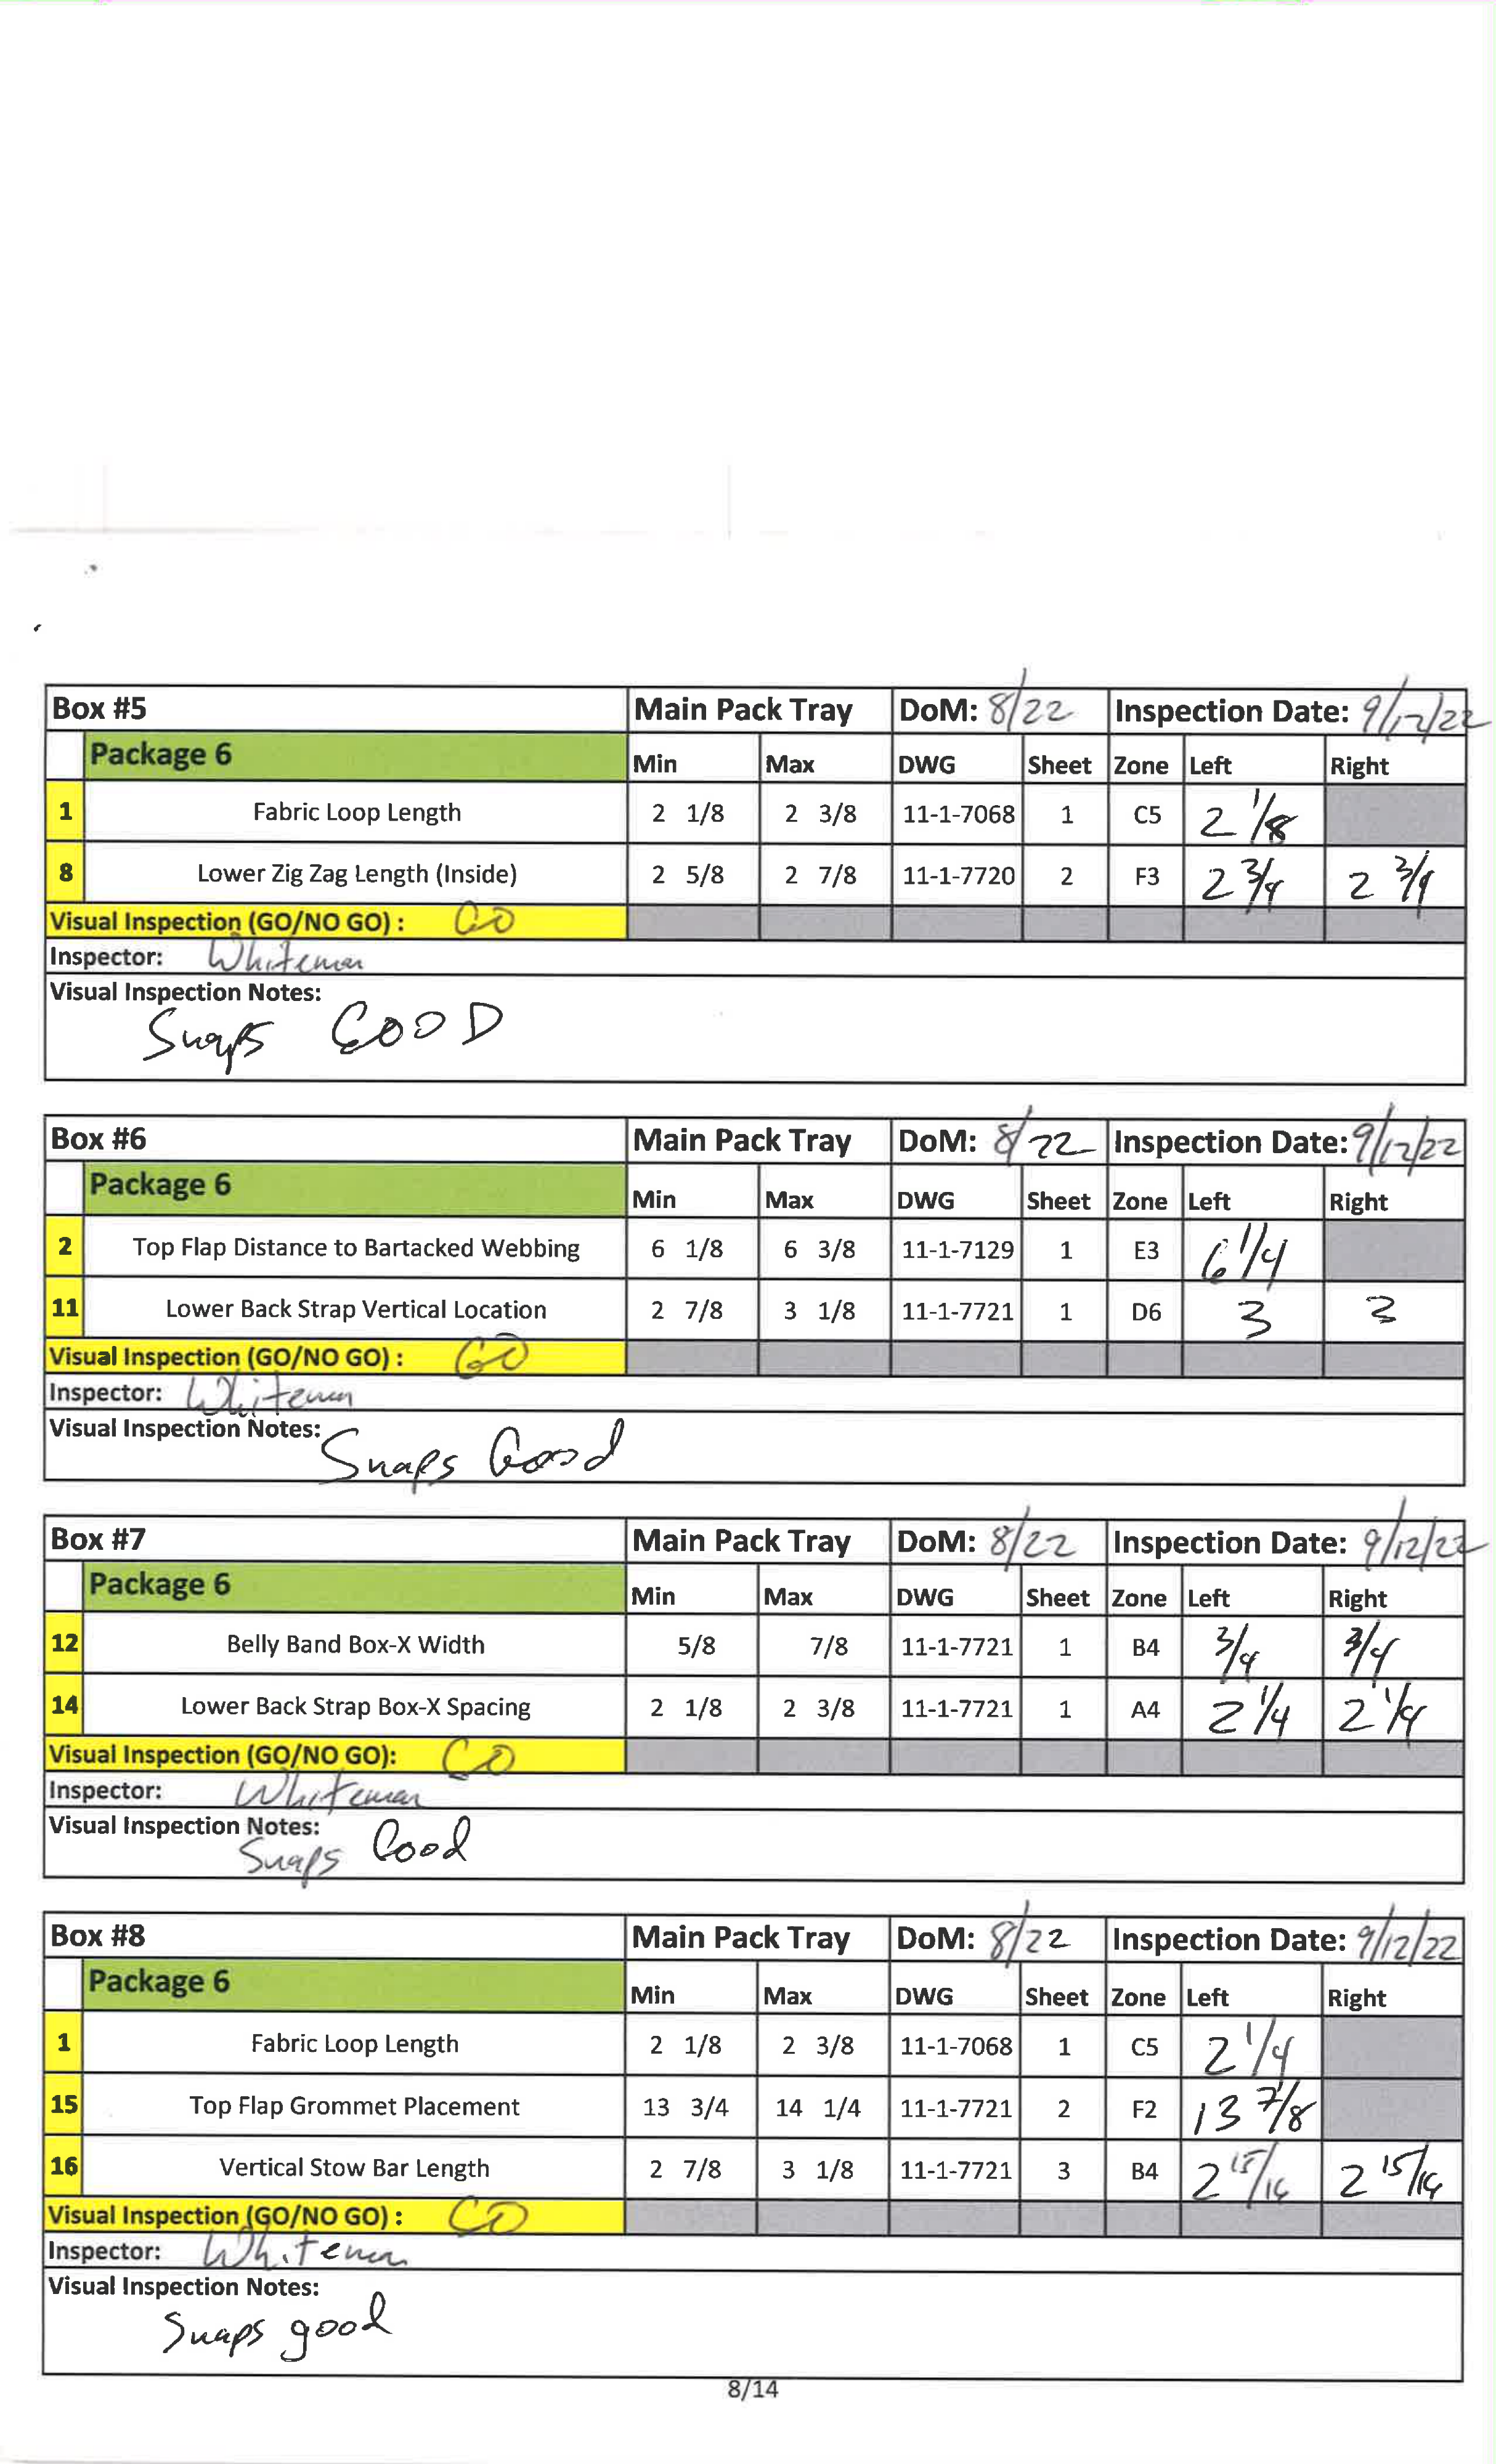 Box #5 Main Pack Tray DoM: 8/22 Inspection Date: 9/12/22
Package 6 Min Max DWG Sheet Zone Left Right
1 Fabric Loop Length 2 1/8 2 3/8 11-1-7068 1 C5 2 1/8
8 Lower Zig Zag Length (Inside) 2 5/8 2 7/8 11-1-7720 2 F3 2 3/4 2 3/4
Visual Inspection (GO/NO GO) : GO
Inspector: Whiteman
Visual Inspection Notes:
Snaps GOOD
Box #6 Main Pack Tray DoM: 8/22 Inspection Date: 9/12/22
Package 6 Min Max DWG Sheet Zone Left Right
2 Top Flap Distance to Bartacked Webbing 6 1/8 6 3/8 11-1-7129 1 E3 6 1/4
11 Lower Back Strap Vertical Location 2 7/8 3 1/8 11-1-7721 1 D6 3 3
Visual Inspection (GO/NO GO) : GO
Inspector: Whiteman
Visual Inspection Notes: Snaps Good
Box #7 Main Pack Tray DoM: 8/22 Inspection Date: 9/12/22
Package 6 Min Max DWG Sheet Zone Left Right
12 Belly Band Box-X Width 5/8 7/8 11-1-7721 1 B4 3/4 3/4
14 Lower Back Strap Box-X Spacing 2 1/8 2 3/8 11-1-7721 1 A4 2 1/4 2 1/4
Visual Inspection (GO/NO GO): GO
Inspector: Whiteman
Visual Inspection Notes:
Snaps Good
Box #8 Main Pack Tray DoM: 8/22 Inspection Date: 9/12/22
Package 6 Min Max DWG Sheet Zone Left Right
1 Fabric Loop Length 2 1/8 2 3/8 11-1-7068 1 C5 2 1/4
15 Top Flap Grommet Placement 13 3/4 14 1/4 11-1-7721 2 F2 13 7/8
16 Vertical Stow Bar Length 2 7/8 3 1/8 11-1-7721 3 B4 2 15/16 2 15/16
Visual Inspection (GO/NO GO) : GO
Inspector: Whiteman
Visual Inspection Notes:
Snaps good
8/14